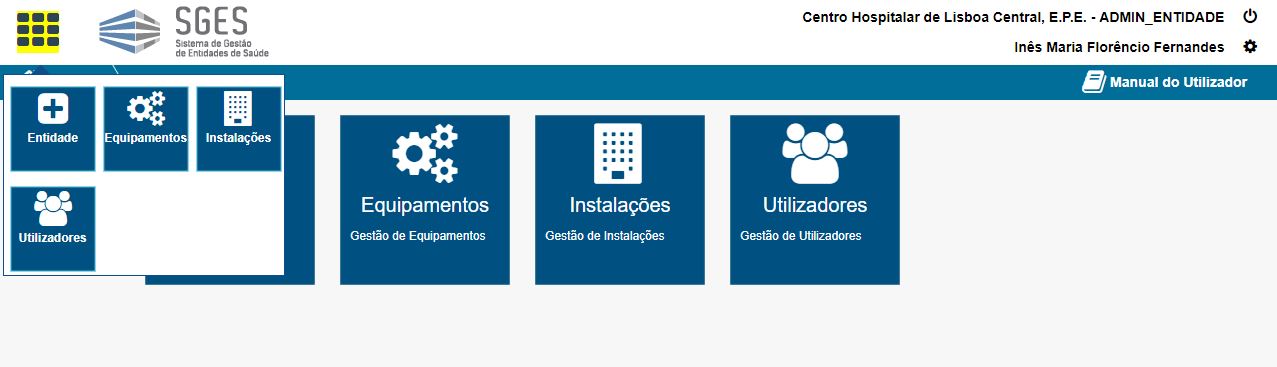 SGES
Sistema de Gestão
de Entidades de Saúde
Centro Hospitalar de Lisboa Central, E.P.E. - ADMIN_ENTIDADE
Inês Maria Florêncio Fernandes
Manual do Utilizador
Entidade
Equipamentos
Instalações
Utilizadores
Equipamentos
Gestão de Equipamentos
Instalações
Gestão de Instalações
Utilizadores
Gestão de Utilizadores